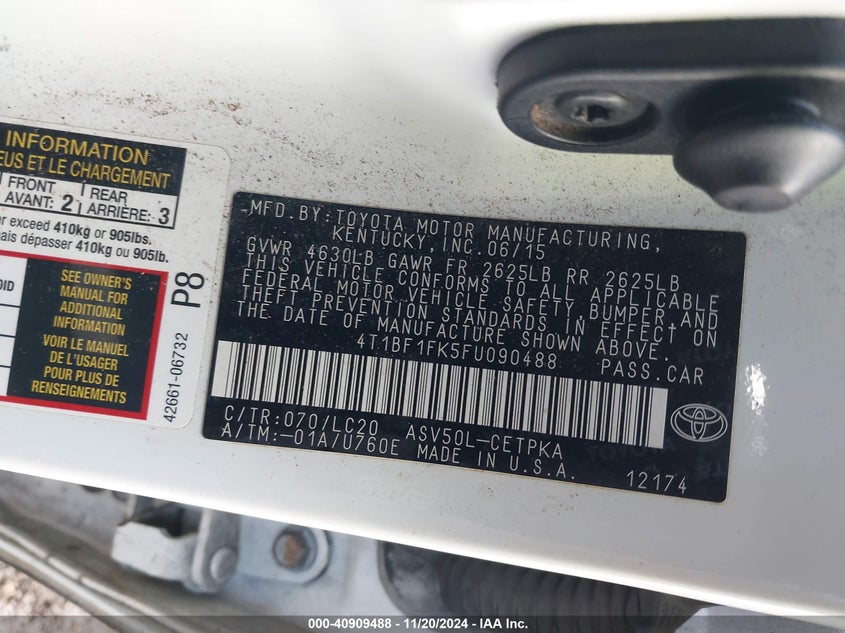 INFORMATION
EUS ET LE CHARGEMENT
FRONT
AVANT: 2
REAR
ARRIÈRE: 3
r exceed 410kg or 905lbs.
nais dépasser 410kg ou 905lb.
OID
SEE OWNER'S
MANUAL FOR
ADDITIONAL
INFORMATION
VOIR LE MANUEL
DE L'USAGER
POUR PLUS DE
RENSEIGNEMENTS
P8
42661-06732
MFD.BY:TOYOTA MOTOR MANUFACTURING,
KENTUCKY,INC.06/15
GVWR 4630LB GAWR FR 2625LB RR 2625LB
THIS VEHICLE CONFORMS TO ALL APPLICABLE
FEDERAL MOTOR VEHICLE SAFETY,BUMPER,AND
THEFT PREVENTION STANDARDS IN EFFECT ON
THE DATE OF MANUFACTURE SHOWN ABOVE.
4T1BF1FK5FU090488 PASS.CAR
C/TR:070/LC20 ASV50L-CETPKA
A/TM:-01A/U760E MADE IN U.S.A.
12174
000-40909488 - 11/20/2024 - IAA Inc.